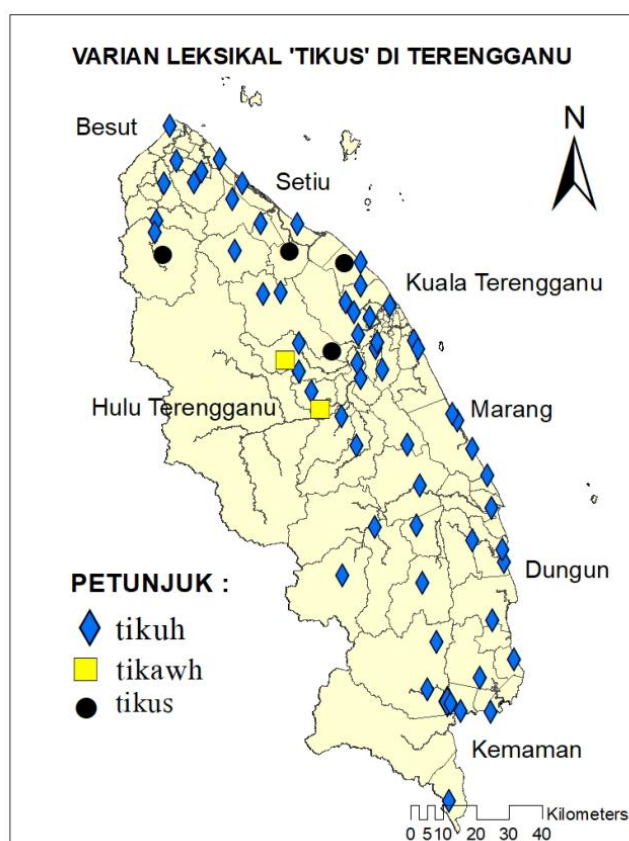 VARIAN LEKSIKAL 'TIKUS' DI TERENGGANU
Besut
N
Setiu
Kuala Terengganu
Hulu Terengganu
Marang
Dungun
PETUNJUK :
tikuh
tikawh
tikus
Kemaman
Kilometers
0 5 10 20 30 40